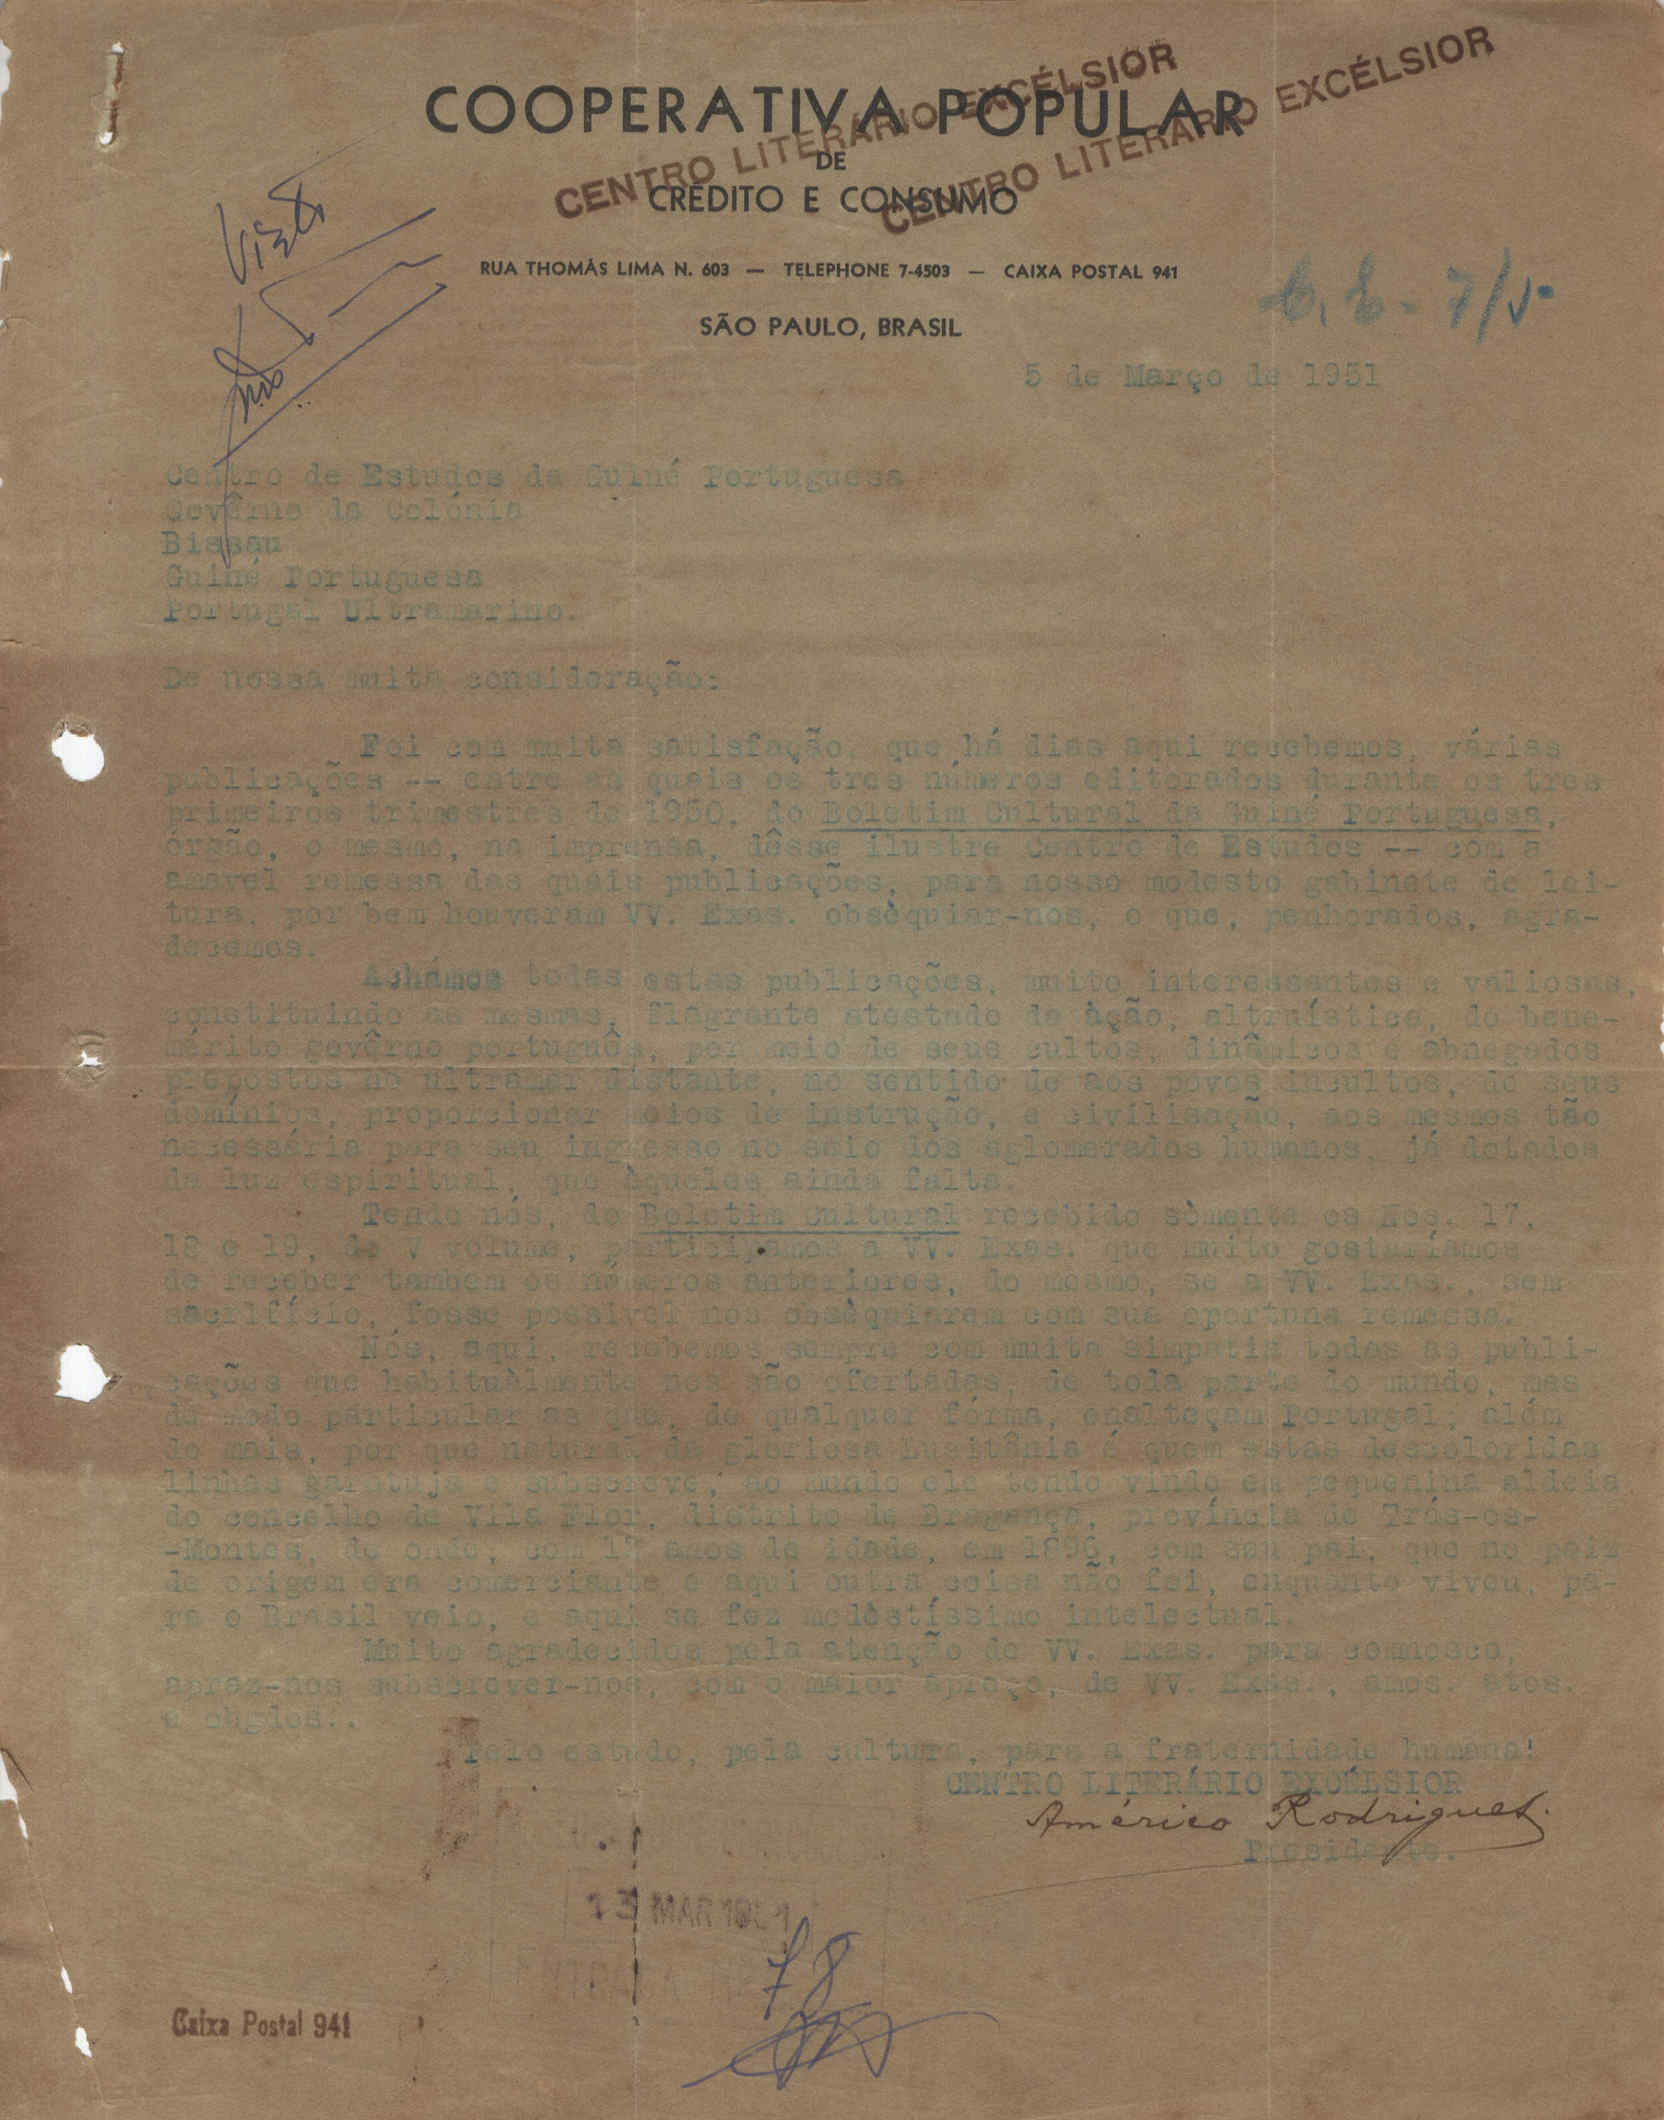 CENTRO LITERÁRIO EXCÉLSIOR
CENTRO LITERÁRIO EXCÉLSIOR
COOPERATIVA POPULAR
DE
CRÉDITO E CONSUMO
RUA THOMÁS LIMA N. 603 — TELEPHONE 7-4503 — CAIXA POSTAL 941
SÃO PAULO, BRASIL
5 de Março de 1951
Centro de Estudos da Guiné Portuguesa
Govêrno da Colónia
Bissau
Guiné Portuguesa
Portugal Ultramarino.
De nossa muita consideração:
Foi com muita satisfação, que há dias aqui recebemos, várias
publicações -- entre as quais os tres números editorados durante os tres
primeiros trimestres de 1950, do Boletim Cultural da Guiné Portuguesa,
órgão, o mesmo, na imprensa, dêsse ilustre Centro de Estudos -- com a
amavel remessa das quais publicações, para nosso modesto gabinete de lei-
tura, por bem houveram VV. Exas. obsèquiar-nos, o que, penhorados, agra-
decemos.
Achámos todas estas publicações, muito interessantes e valiosas,
constituindo as mesmas, flagrante atestado da àção, altruística, do bene-
mérito govêrno português, por meio de seus cultos, dinâmicos e abnegados
prepostos no ultramar distante, no sentido de aos povos incultos, de seus
domínios, proporcionar meios de instrução, e civilisação, aos mesmos tão
necessária para seu ingresso no seio dos aglomerados humanos, já dotados
da luz espiritual, que àqueles ainda falta.
Tendo nós, do Boletim Cultural recebido sòmente os Nos. 17,
18 e 19, do V volume, participamos a VV. Exas. que muito gostaríamos
de receber tambem os números anteriores, do mesmo, se a VV. Exas., sem
sacrifício, fosse possivel nos obsèquiarem com sua oportuna remessa.
Nós, aqui, recebemos sempre com muita simpatia todas as publi-
cações que habituàlmente nos são ofertadas, de toda parte do mundo, mas
de modo particular as que, de qualquer fórma, enalteçam Portugal; além
do mais, por que natural da gloriosa Lusitânia é quem estas descoloridas
linhas garatuja e subscreve; ao mundo ele tendo vindo em pequenina aldeia
do concelho de Vila Flor, distrito de Bragança, província de Trás-os-
-Montes, de onde, com 12 anos de idade, em 1896, com seu pai, que no paiz
de origem era comerciante e aqui outra coisa não foi, enquanto viveu, pa-
ra o Brasil veio, e aqui se fez modèstíssimo intelectual.
Muito agradecidos pela atenção de VV. Exas. para comnosco,
apraz-nos subscrever-nos, com o maior apreço, de VV. Exas., amos. atos.
e obgdos..
Pelo estudo, pela cultura, para a fraternidade humana!
CENTRO LITERÁRIO EXCÉLSIOR
Américo Rodrigues.
Presidente.
13 MAR 1951
ENTRADA
78
Caixa Postal 941